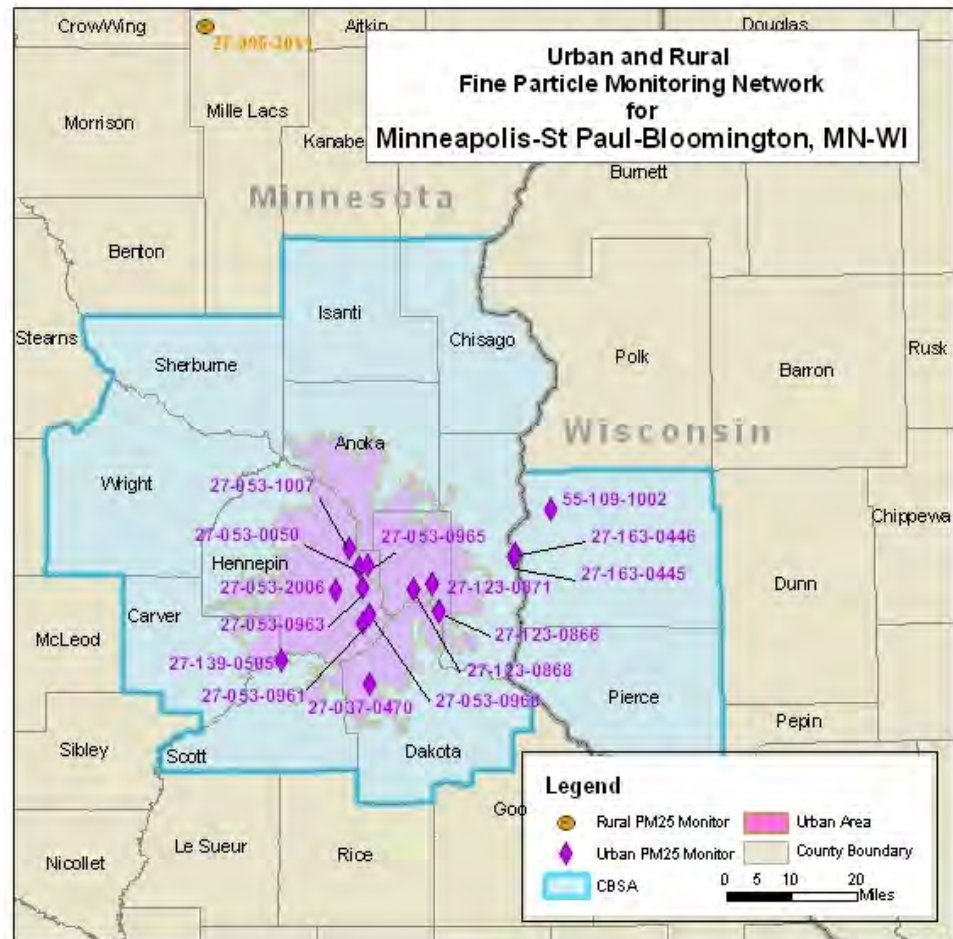 CrowWing
Aitkin
Douglas
Urban and Rural
Fine Particle Monitoring Network
for
Minneapolis-St Paul-Bloomington, MN-WI
Mille Lacs
Morrison
Kanabe
Burnett
Minnesota
Benton
Isanti
Stearns
Chisago
Sherburne
Polk
Rusk
Barron
Wisconsin
Anoka
Wright
27-053-1007
55-109-1002
Chippewa
27-053-0050
27-053-0965
27-163-0446
Hennepin
27-163-0445
27-053-2006
27-123-0871
Dunn
Carver
27-053-0963
27-123-0866
McLeod
27-139-0505
27-123-0868
27-053-0961
27-037-0470
Pierce
Pepin
Sibley
Scott
Dakota
Legend
Goo
Rural PM25 Monitor
Urban Area
Le Sueur
Rice
Urban PM25 Monitor
County Boundary
Nicollet
CBSA
0 5 10 20
Miles